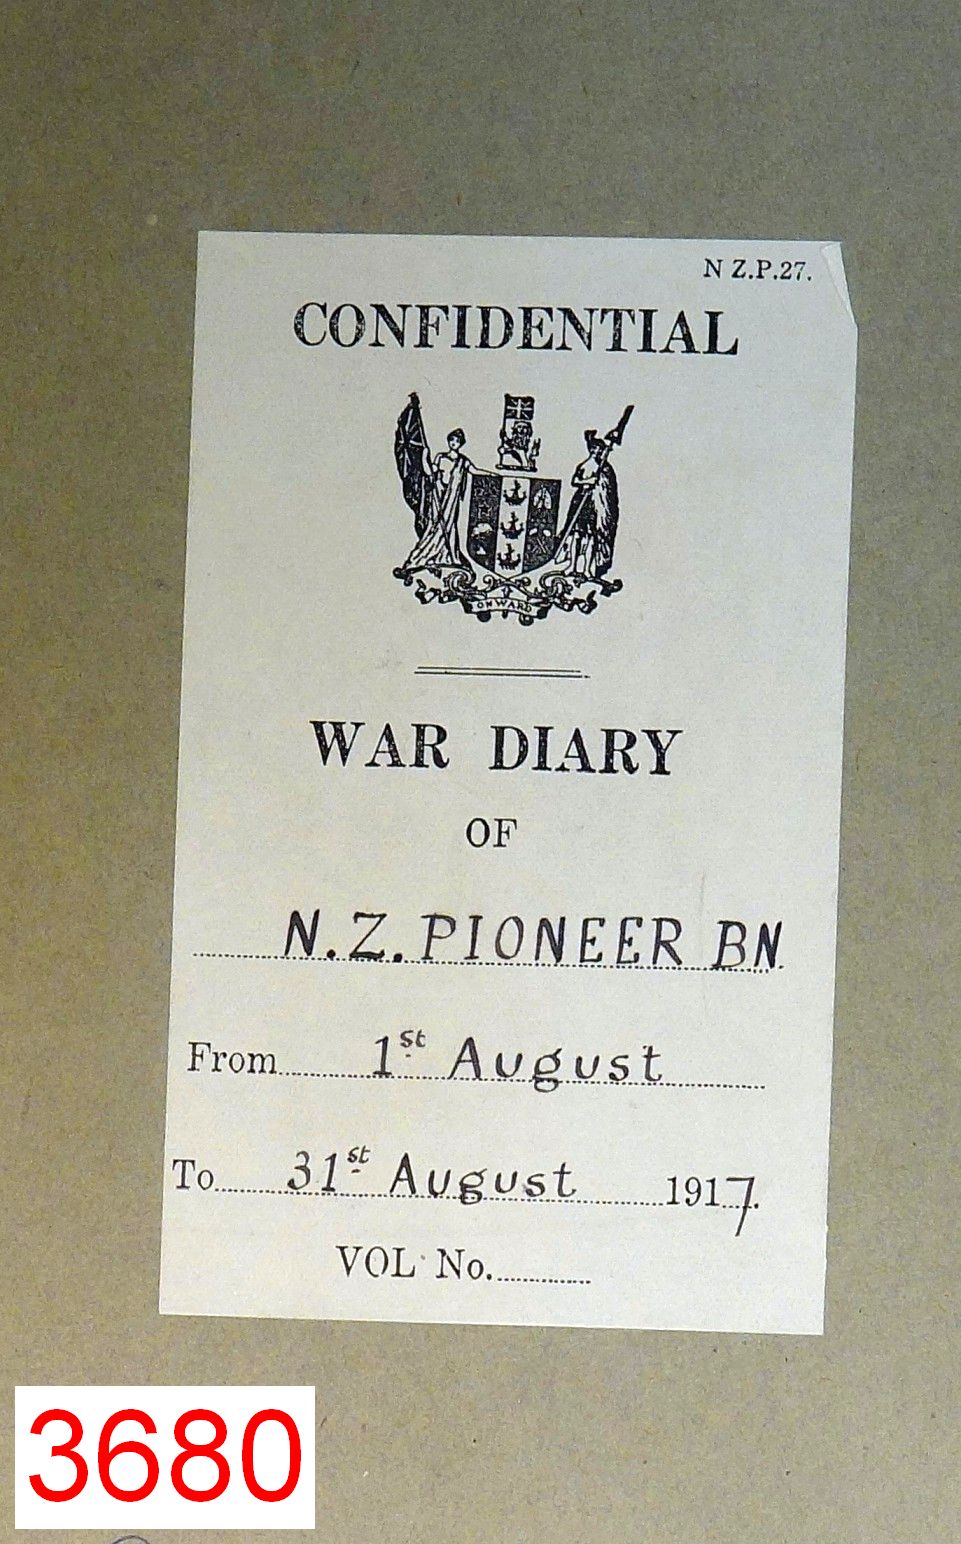 N Z.P.27.
CONFIDENTIAL
ONWARD
WAR DIARY
OF
N.Z. PIONEER BN.
From 1st August
To 31st August 1917.
VOL. No.
3680